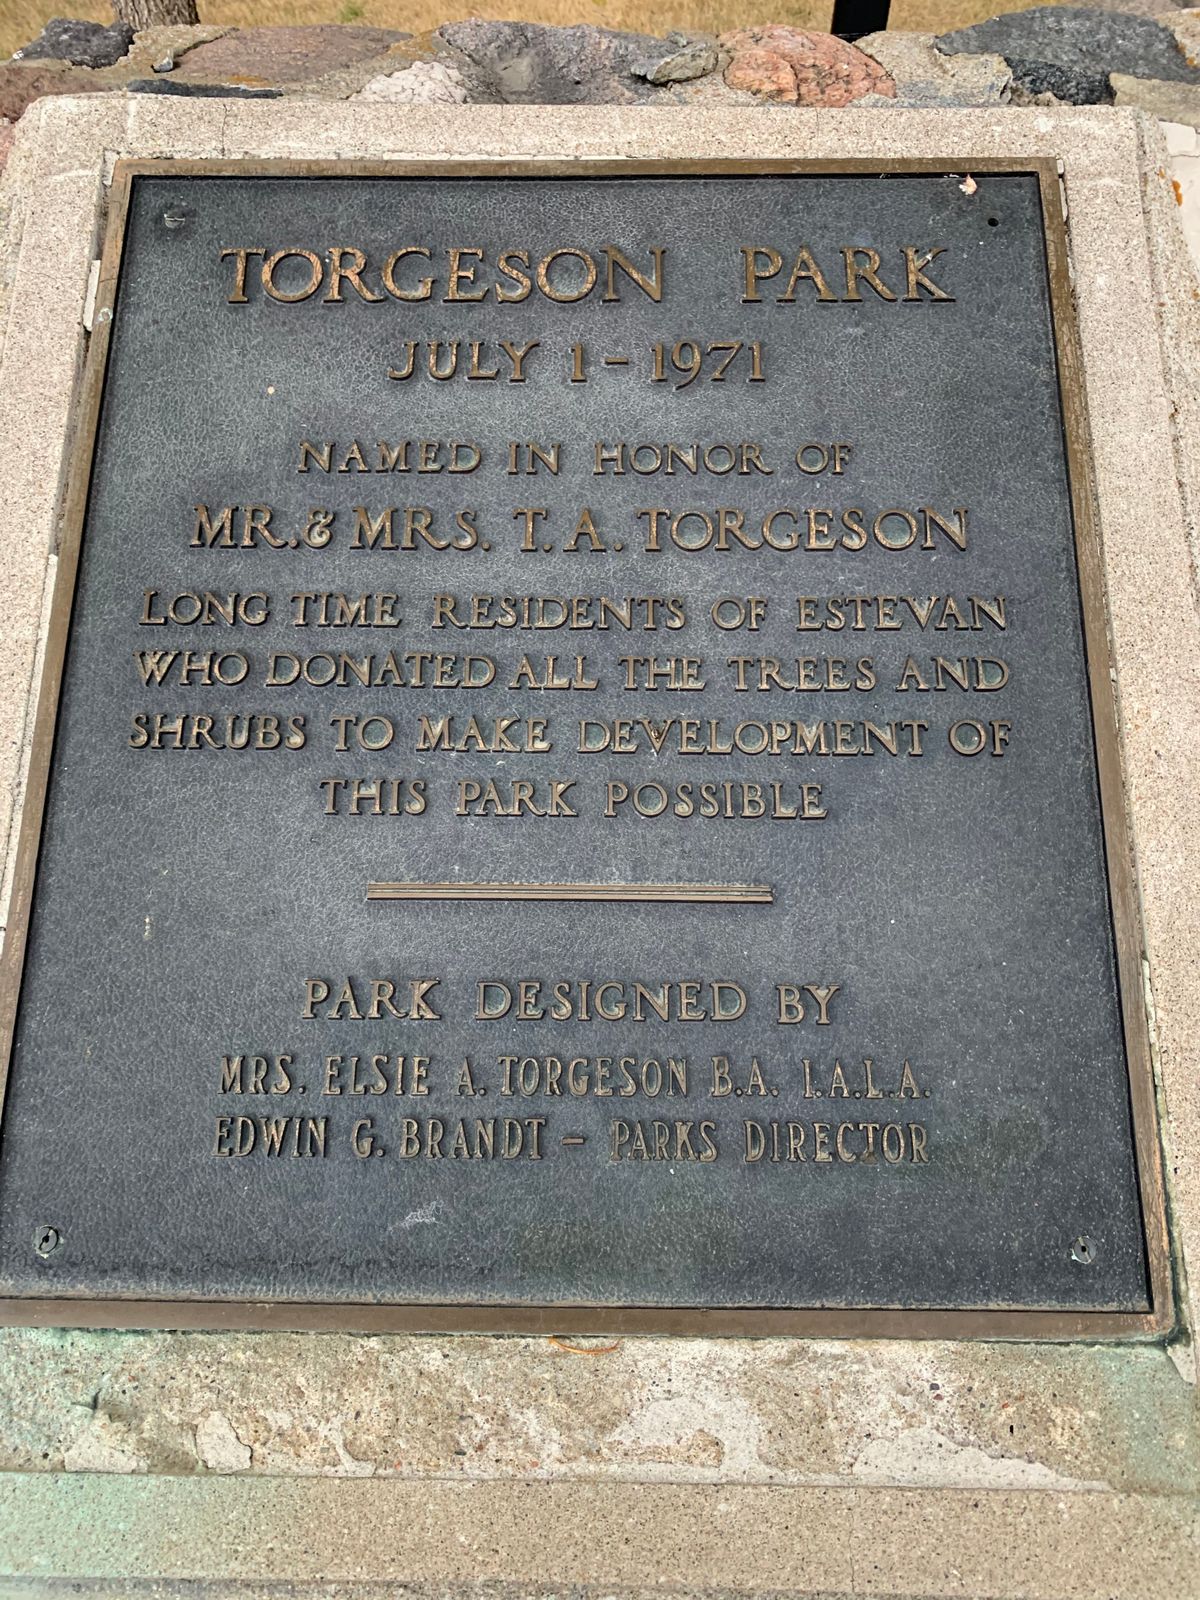 TORGESON PARK
JULY 1 - 1971
NAMED IN HONOR OF
MR. & MRS. T. A. TORGESON
LONG TIME RESIDENTS OF ESTEVAN
WHO DONATED ALL THE TREES AND
SHRUBS TO MAKE DEVELOPMENT OF
THIS PARK POSSIBLE
PARK DESIGNED BY
MRS. ELSIE A. TORGESON B.A. I.A.L.A.
EDWIN G. BRANDT - PARKS DIRECTOR